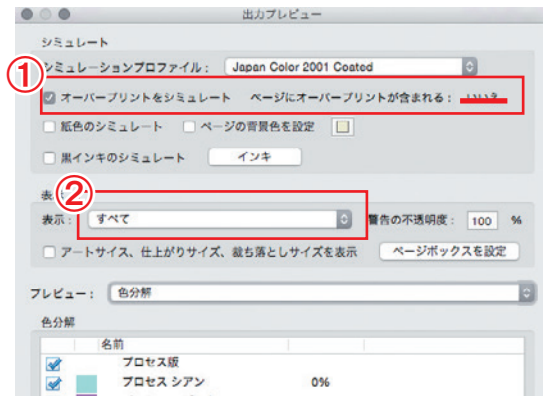 出力プレビュー
シミュレート
① シミュレーションプロファイル： Japan Color 2001 Coated
オーバープリントをシミュレート ページにオーバープリントが含まれる： いいえ
紙色のシミュレート ページの背景色を設定
黒インキのシミュレート インキ
②
表示： すべて 警告の不透明度： 100 %
アートサイズ、仕上がりサイズ、裁ち落としサイズを表示 ページボックスを設定
プレビュー： 色分解
色分解
名前
プロセス版
プロセス シアン 0%